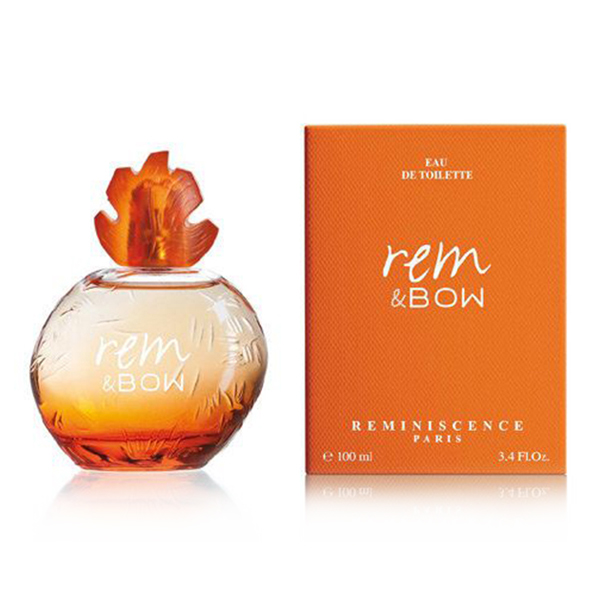 rem
&BOW
EAU
DE TOILETTE
rem
&BOW
REMINISCENCE
PARIS
℮ 100 ml 3.4 Fl.Oz.